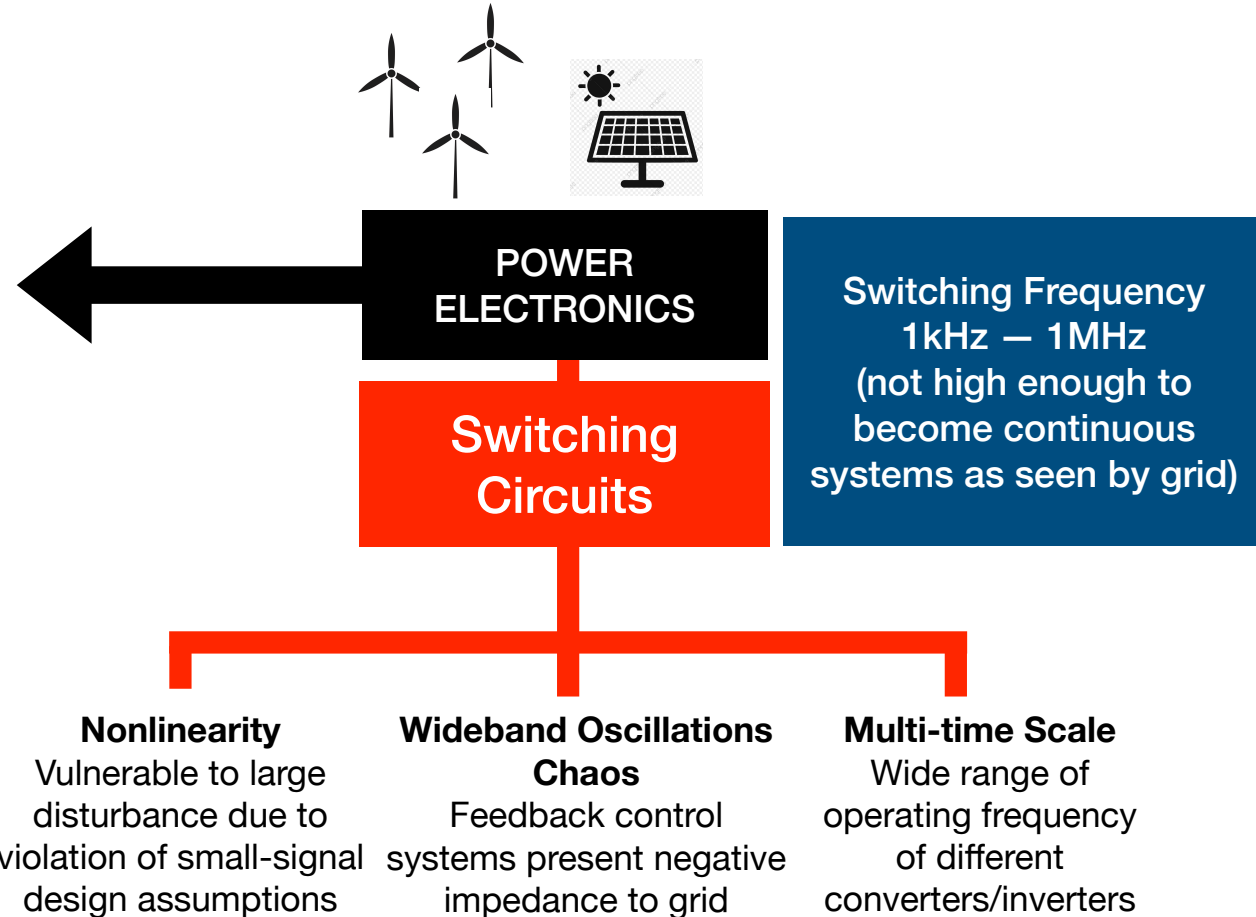 POWER
ELECTRONICS
Switching Frequency
1kHz — 1MHz
(not high enough to
become continuous
systems as seen by grid)
Switching
Circuits
Nonlinearity
Vulnerable to large
disturbance due to
violation of small-signal
design assumptions
Wideband Oscillations
Chaos
Feedback control
systems present negative
impedance to grid
Multi-time Scale
Wide range of
operating frequency
of different
converters/inverters